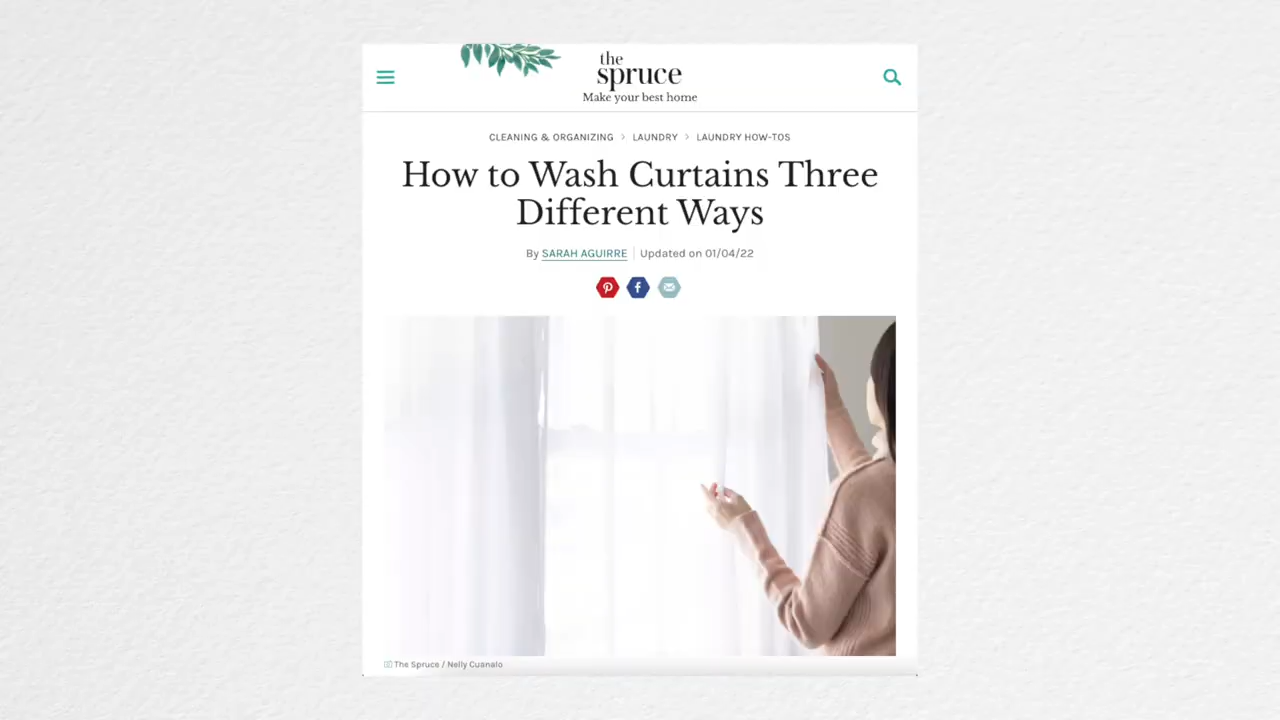 the
spruce
Make your best home
CLEANING & ORGANIZING > LAUNDRY > LAUNDRY HOW-TOS
How to Wash Curtains Three
Different Ways
By SARAH AGUIRRE | Updated on 01/04/22
The Spruce / Nelly Cuanalo